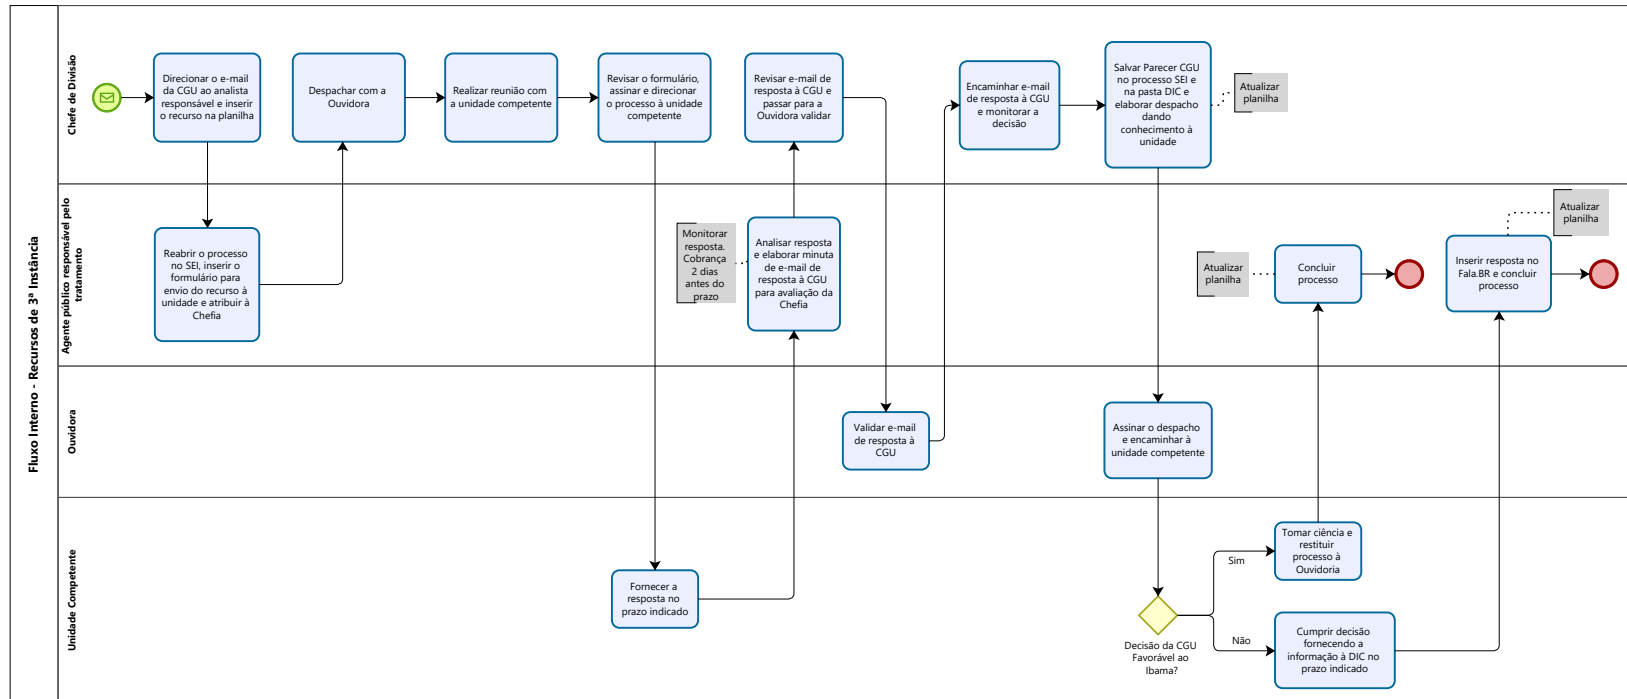 Fluxo Interno - Recursos de 3ª Instância
Chefe de Divisão
Direcionar o e-mail
da CGU ao analista
responsável e inserir
o recurso na planilha
Despachar com a
Ouvidora
Realizar reunião com
a unidade competente
Revisar o formulário,
assinar e direcionar
o processo à unidade
competente
Revisar e-mail de
resposta à CGU e
passar para a
Ouvidora validar
Encaminhar e-mail
de resposta à CGU
e monitorar a
decisão
Salvar Parecer CGU
no processo SEI e
na pasta DIC e
elaborar despacho
dando
conhecimento à
unidade
Atualizar
planilha
Agente público responsável pelo
tratamento
Reabrir o processo
no SEI, inserir o
formulário para
envio do recurso à
unidade e atribuir à
Chefia
Monitorar
resposta.
Cobrança
2 dias
antes do
prazo
Analisar resposta
e elaborar minuta
de e-mail de
resposta à CGU
para avaliação da
Chefia
Atualizar
planilha
Concluir
processo
Inserir resposta no
Fala.BR e concluir
processo
Atualizar
planilha
Ouvidora
Validar e-mail
de resposta à
CGU
Assinar o despacho
e encaminhar à
unidade competente
Unidade Competente
Fornecer a
resposta no
prazo indicado
Decisão da CGU
Favorável ao
Ibama?
Sim
Tomar ciência e
restituir
processo à
Ouvidoria
Não
Cumprir decisão
fornecendo a
informação à DIC no
prazo indicado